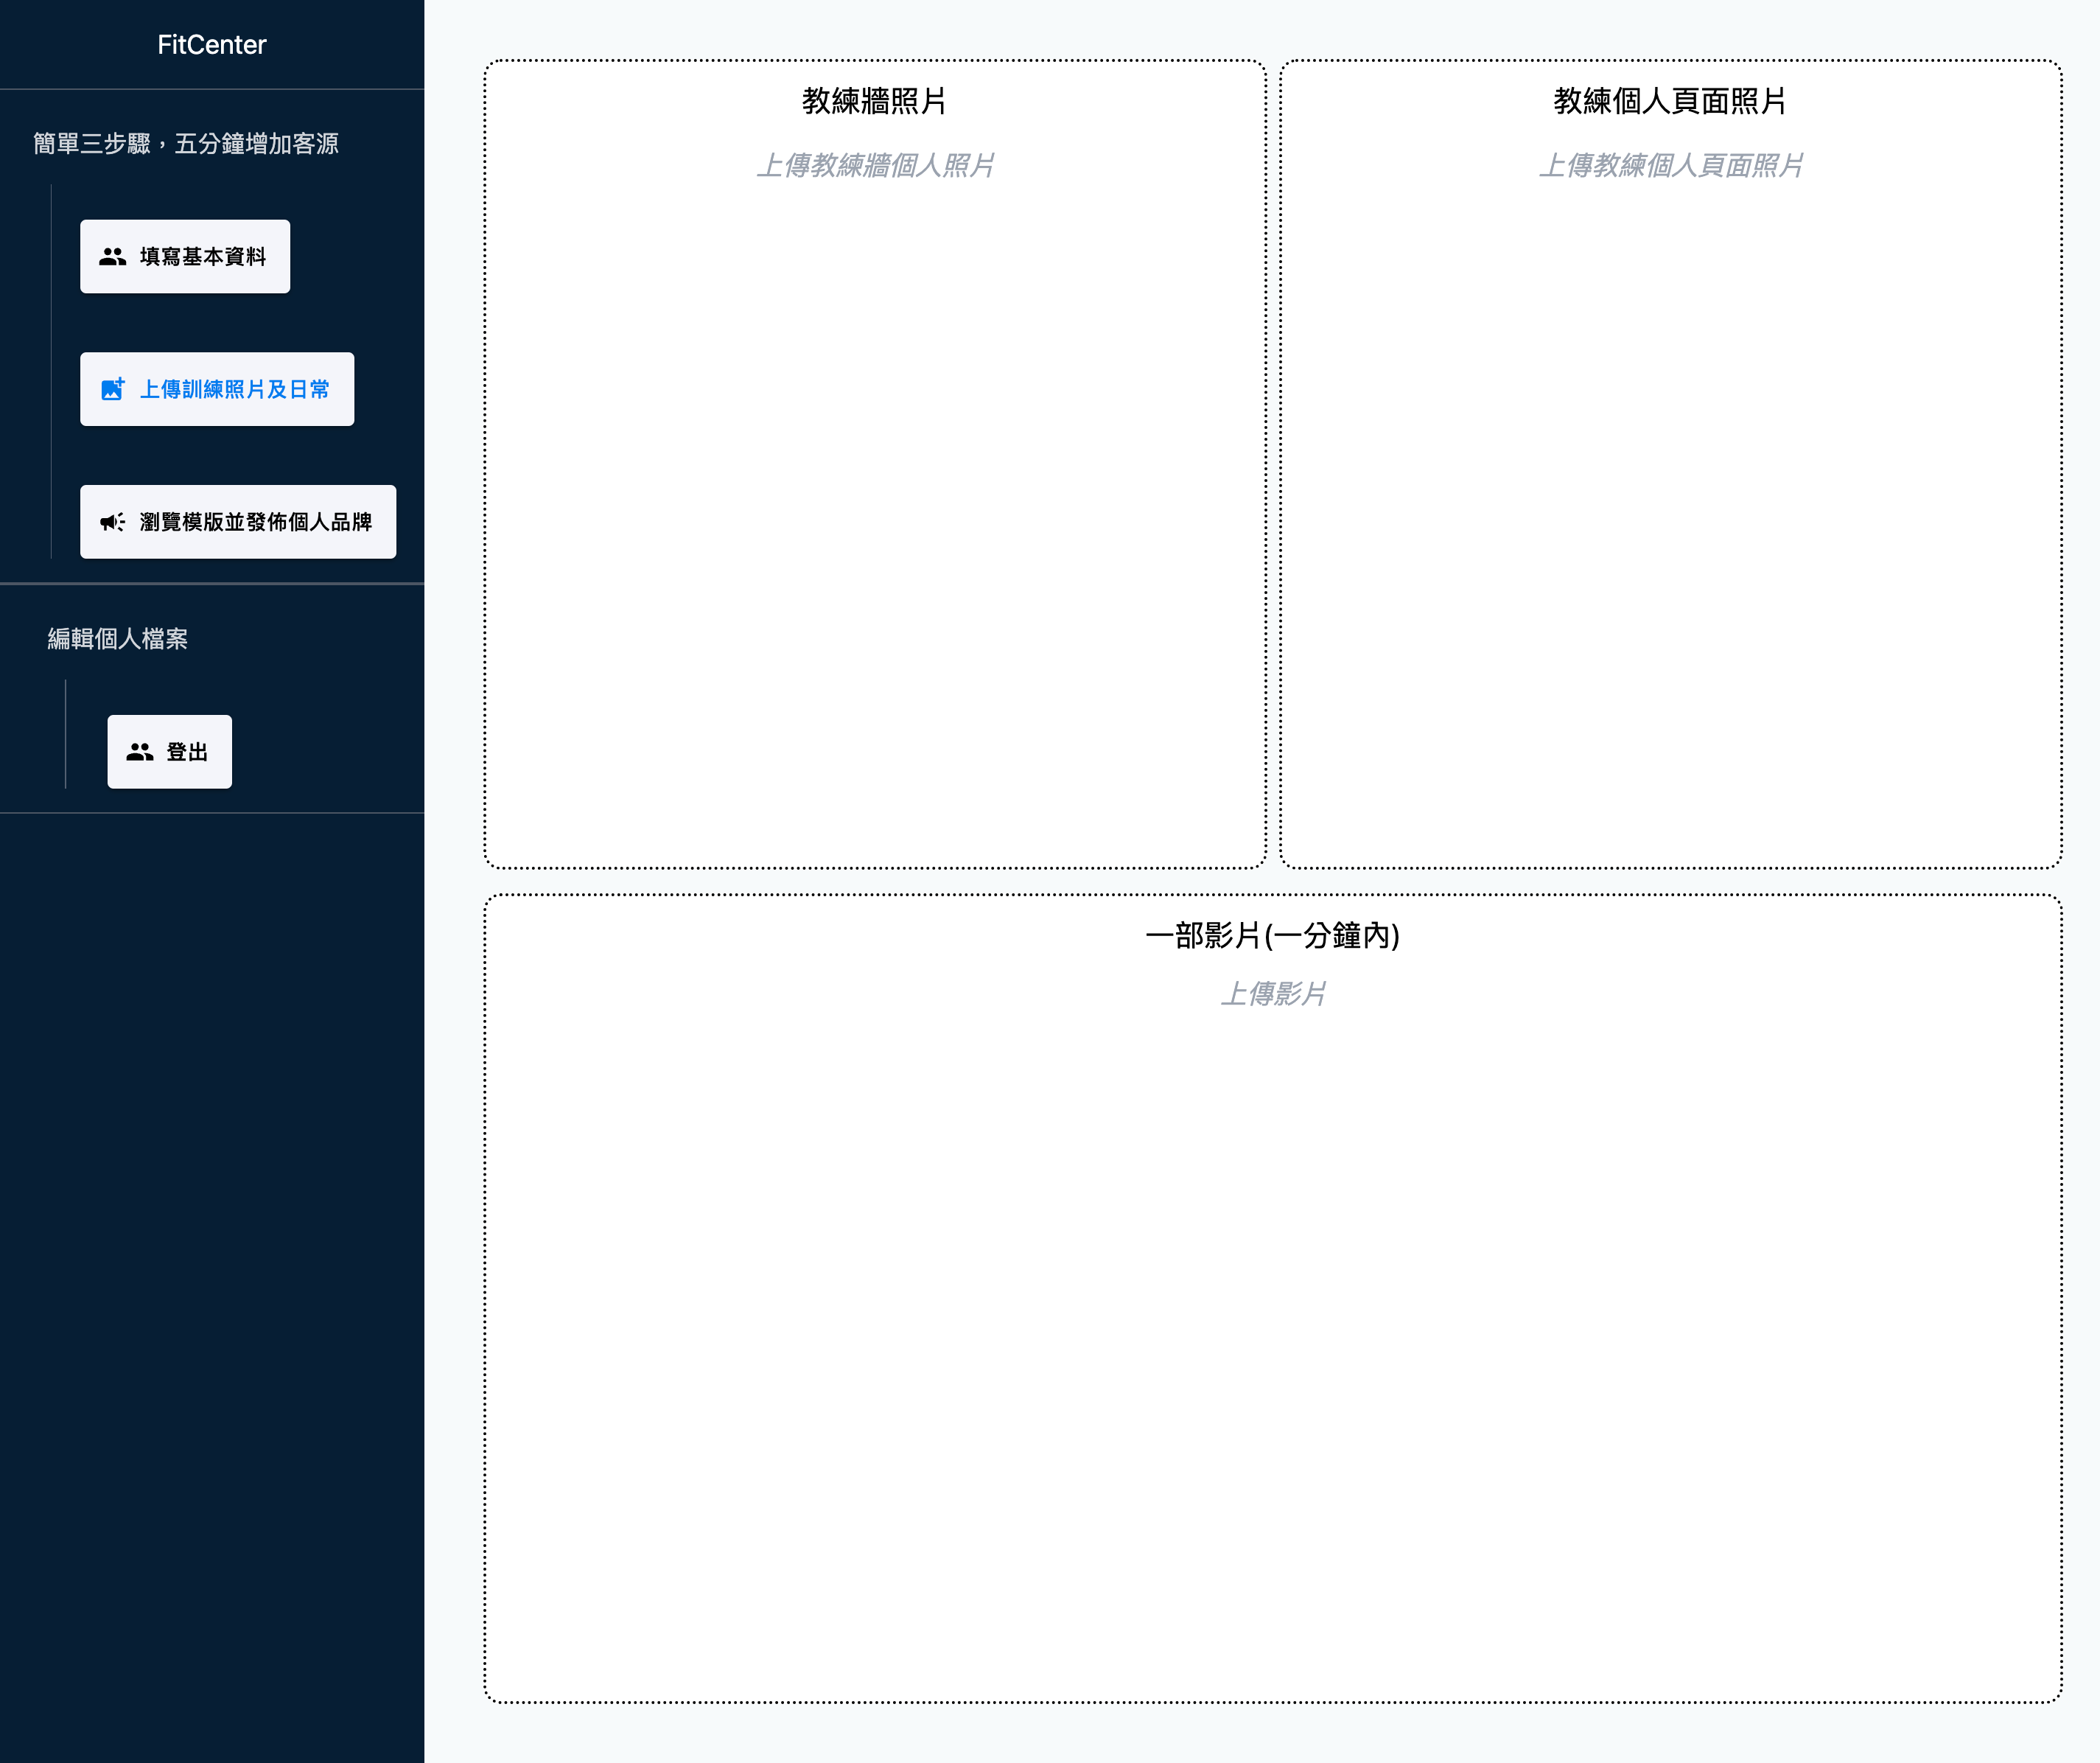 FitCenter
簡單三步驟，五分鐘增加客源
填寫基本資料
上傳訓練照片及日常
瀏覽模版並發佈個人品牌
編輯個人檔案
登出
教練牆照片
上傳教練牆個人照片
教練個人頁面照片
上傳教練個人頁面照片
一部影片(一分鐘內)
上傳影片